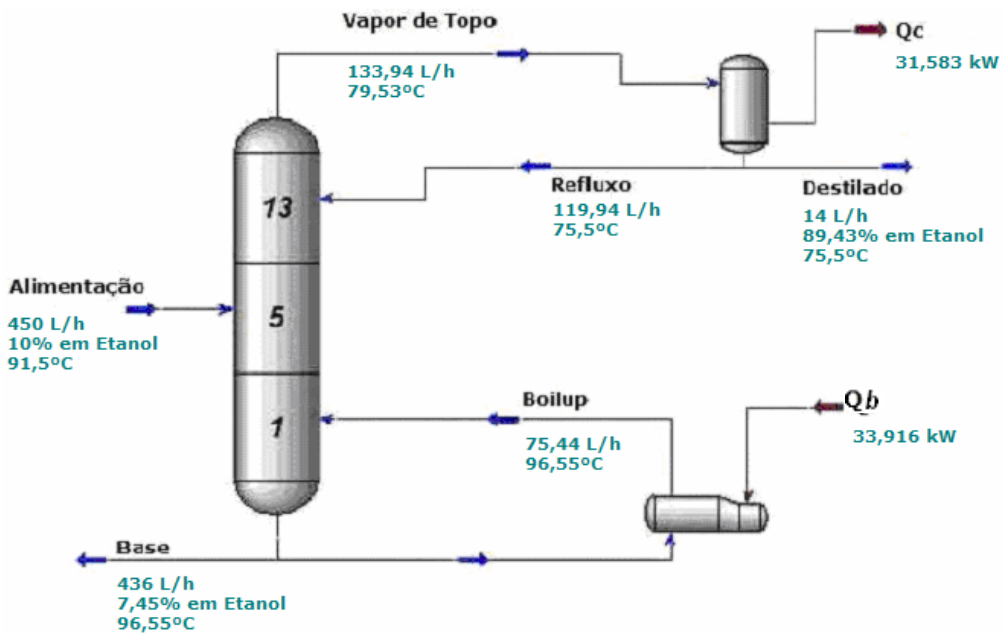 Vapor de Topo
133,94 L/h
79,53ºC
Qc
31,583 kW
Refluxo
119,94 L/h
75,5ºC
Destilado
14 L/h
89,43% em Etanol
75,5ºC
13
Alimentação
450 L/h
10% em Etanol
91,5ºC
5
1
Boilup
75,44 L/h
96,55ºC
Qb
33,916 kW
Base
436 L/h
7,45% em Etanol
96,55ºC